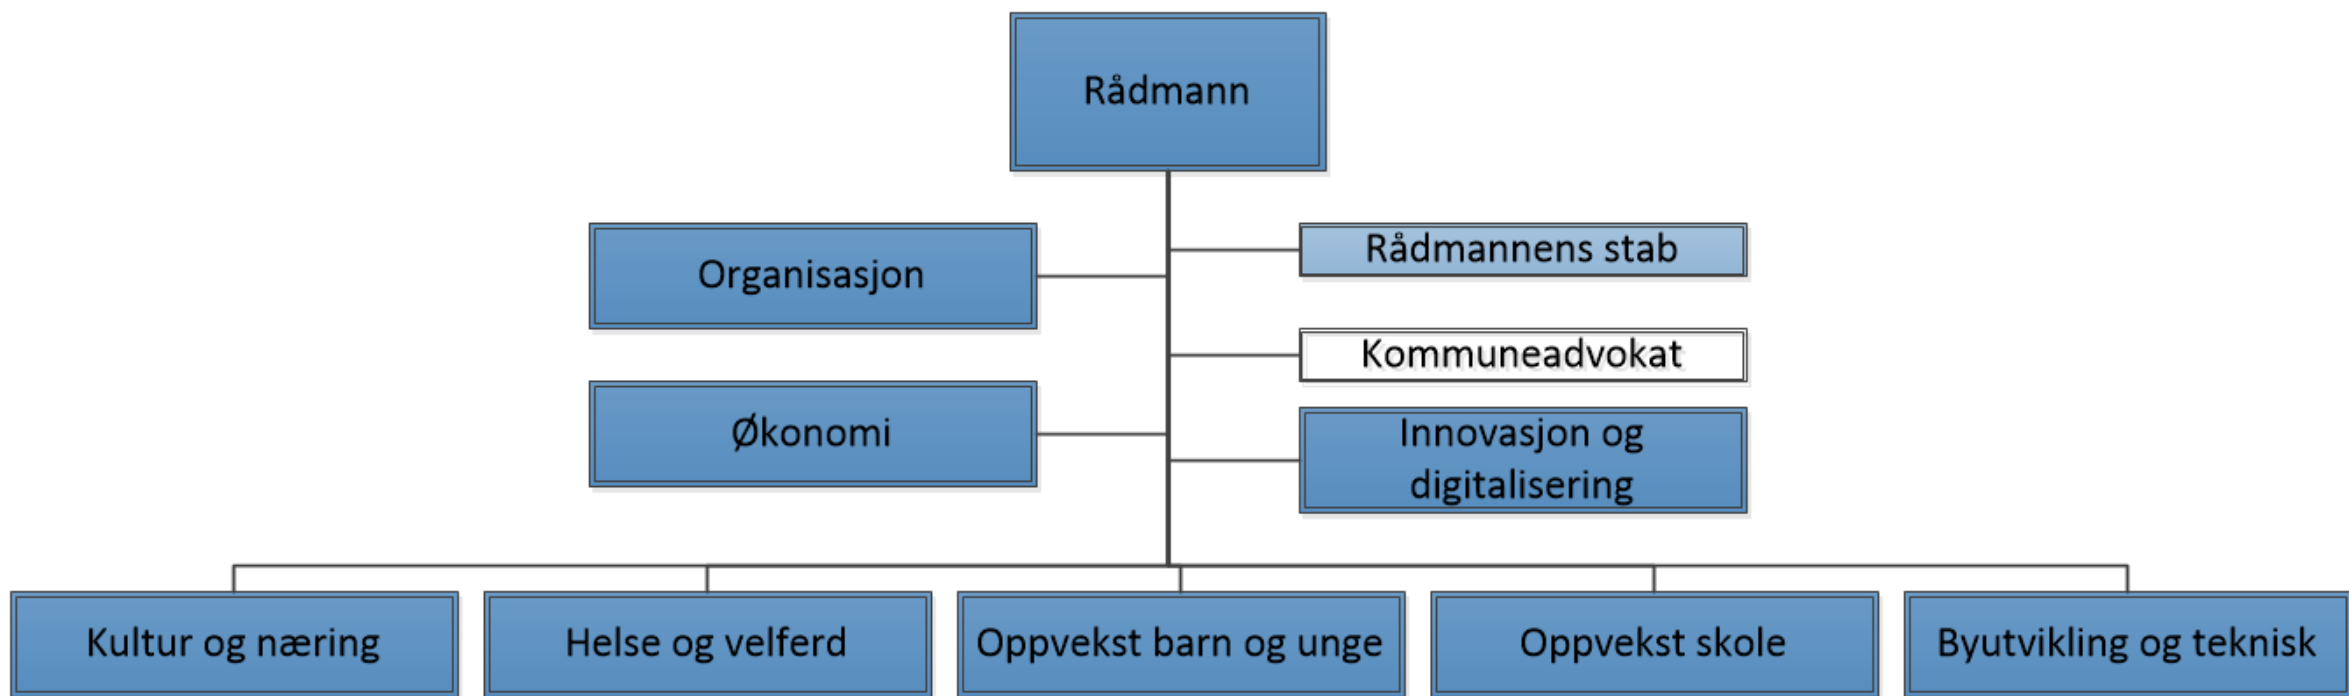 Rådmann
Organisasjon
Rådmannens stab
Kommuneadvokat
Økonomi
Innovasjon og
digitalisering
Kultur og næring
Helse og velferd
Oppvekst barn og unge
Oppvekst skole
Byutvikling og teknisk